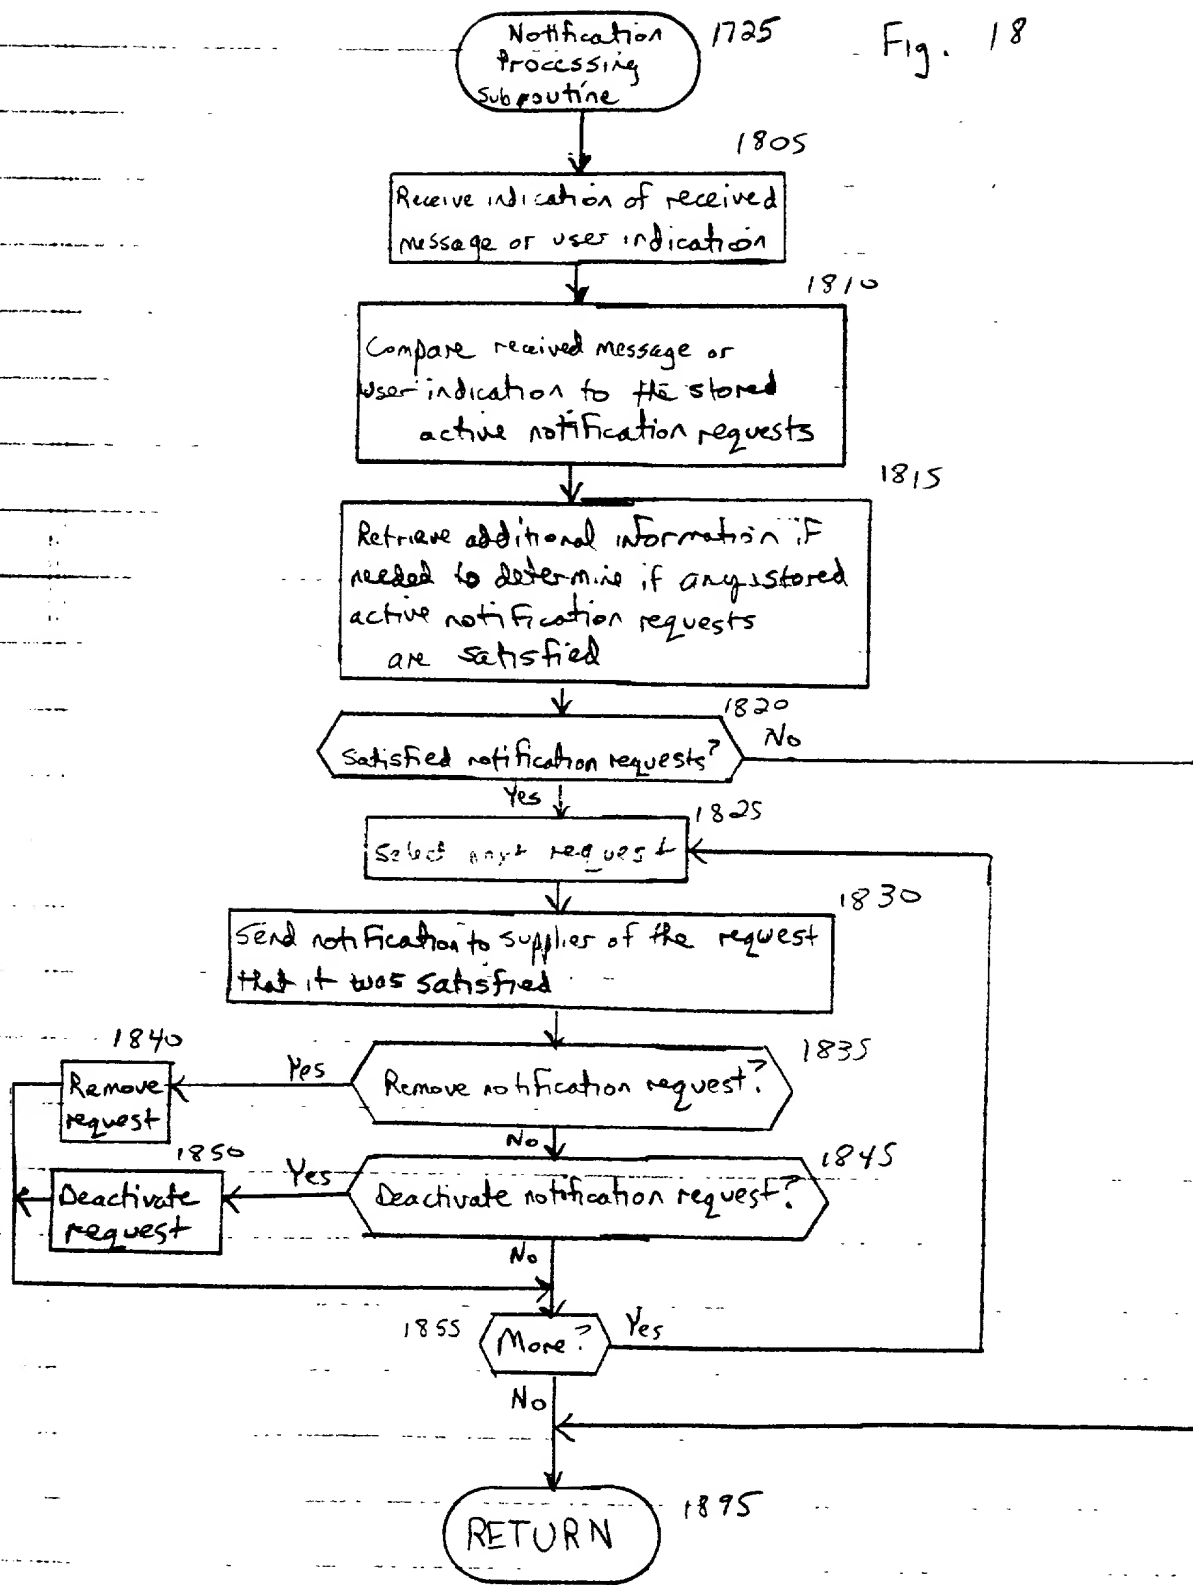 Fig. 18
Notification
Processing
Subroutine
1725
1805
Receive indication of received
message or user indication
1810
Compare received message or
user indication to the stored
active notification requests
1815
Retrieve additional information if
needed to determine if any stored
active notification requests
are satisfied
1820
Satisfied notification requests?
No
Yes
1825
Select next request
1830
Send notification to supplier of the request
that it was satisfied
1835
Remove notification request?
Yes
1840
Remove
request
No
1845
Deactivate notification request?
Yes
1850
Deactivate
request
No
1855
More?
Yes
No
RETURN
1895